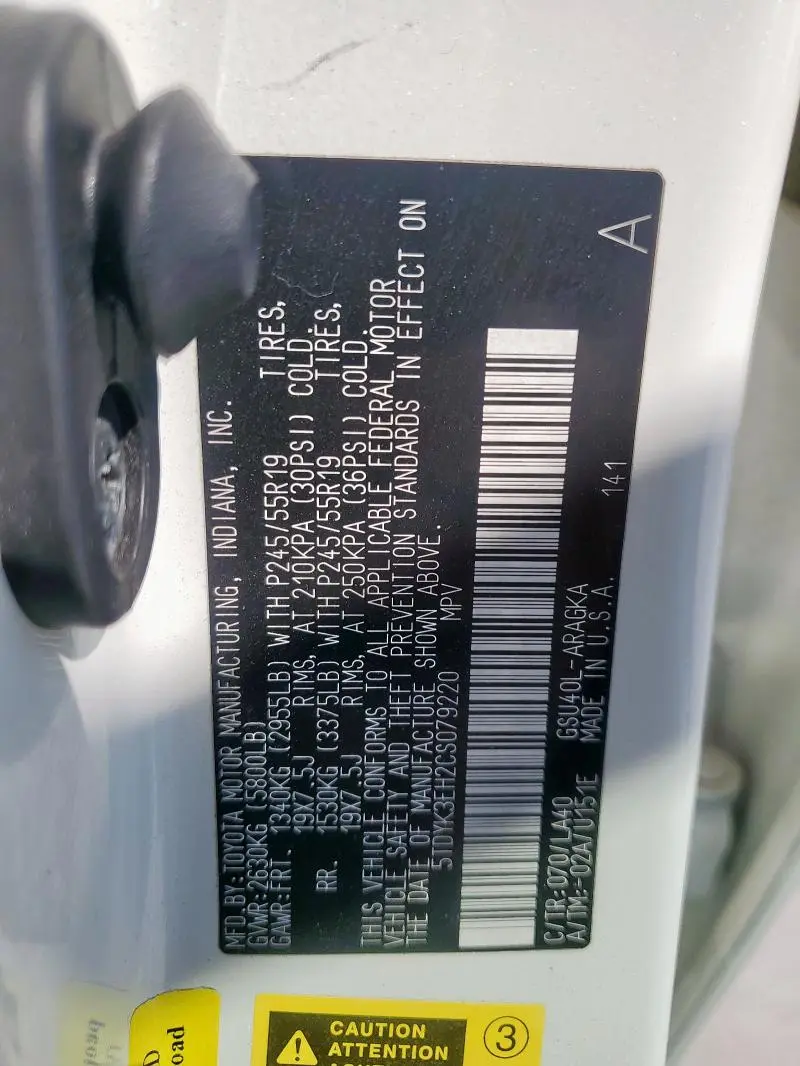 MFD.BY:TOYOTA MOTOR MANUFACTURING, INDIANA, INC.
GVWR:2630KG (5800LB)
GAWR:FRT. 1340KG (2955LB) WITH P245/55R19 TIRES,
19X7.5J RIMS, AT 210KPA (30PSI) COLD.
RR. 1530KG (3375LB) WITH P245/55R19 TIRES,
19X7.5J RIMS, AT 250KPA (36PSI) COLD.
THIS VEHICLE CONFORMS TO ALL APPLICABLE FEDERAL MOTOR
VEHICLE SAFETY AND THEFT PREVENTION STANDARDS IN EFFECT ON
THE DATE OF MANUFACTURE SHOWN ABOVE.
5TDYK3EH2CS079220 MPV
C/TR:070/LA40 GSU40L-ARAGKA 141
A/TM:-02A/U151E MADE IN U.S.A.
A
CAUTION
ATTENTION
3
oad